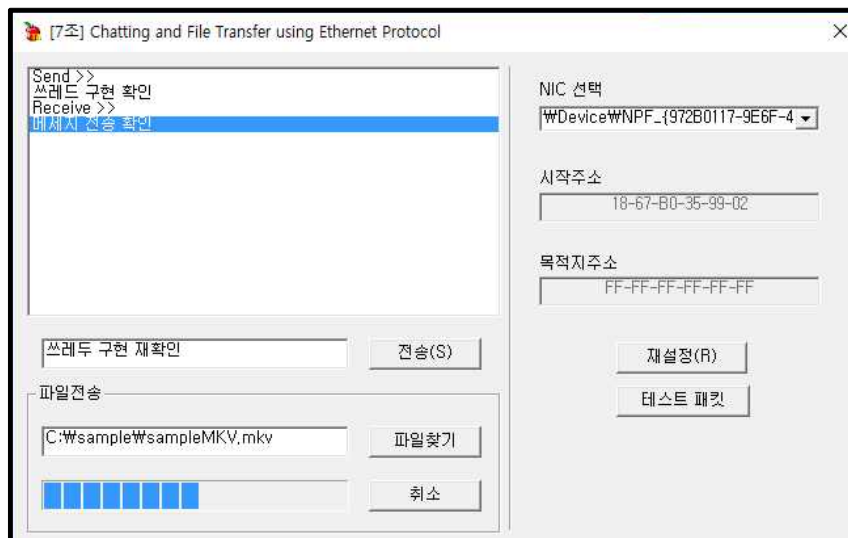 [7조] Chatting and File Transfer using Ethernet Protocol
Send >>
쓰레드 구현 확인
Receive >>
메세지 전송 확인
쓰레두 구현 재확인
전송(S)
파일전송
C:₩sample₩sampleMKV.mkv
파일찾기
취소
NIC 선택
₩Device₩NPF_{972B0117-9E6F-4
시작주소
18-67-B0-35-99-02
목적지주소
FF-FF-FF-FF-FF-FF
재설정(R)
테스트 패킷